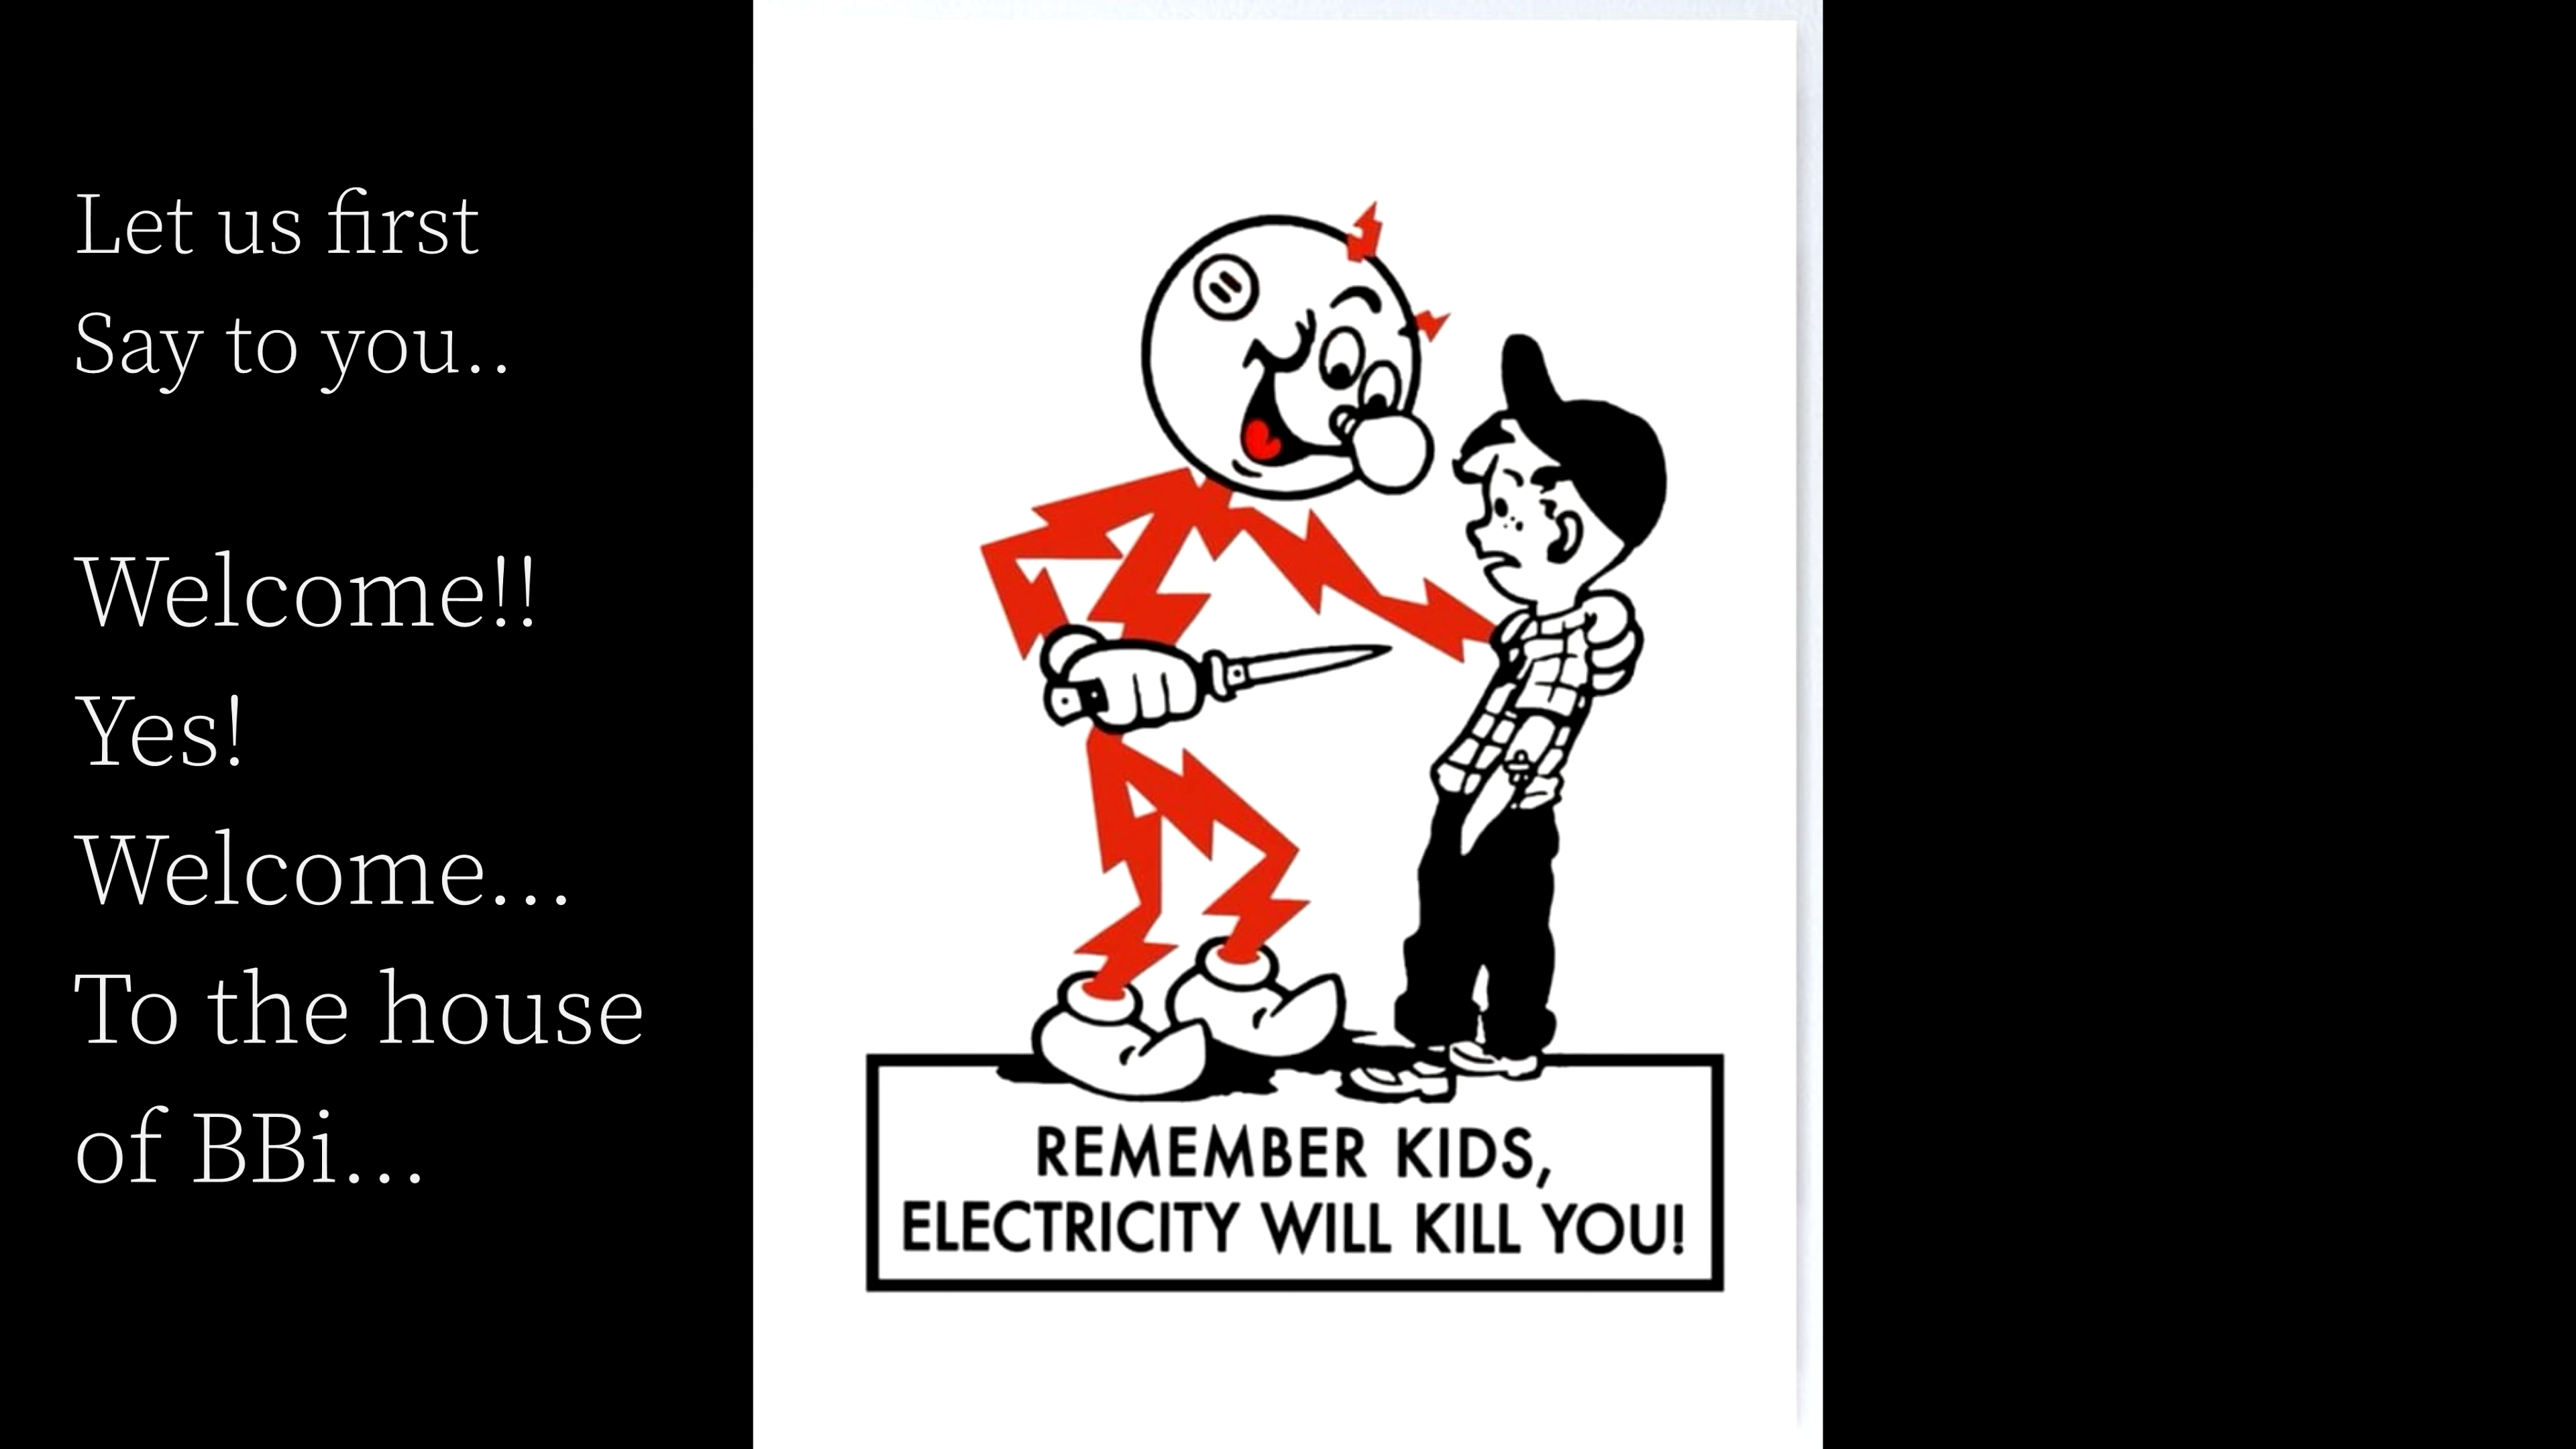 Let us first
Say to you..
Welcome!!
Yes!
Welcome...
To the house
of BBi...
REMEMBER KIDS,
ELECTRICITY WILL KILL YOU!